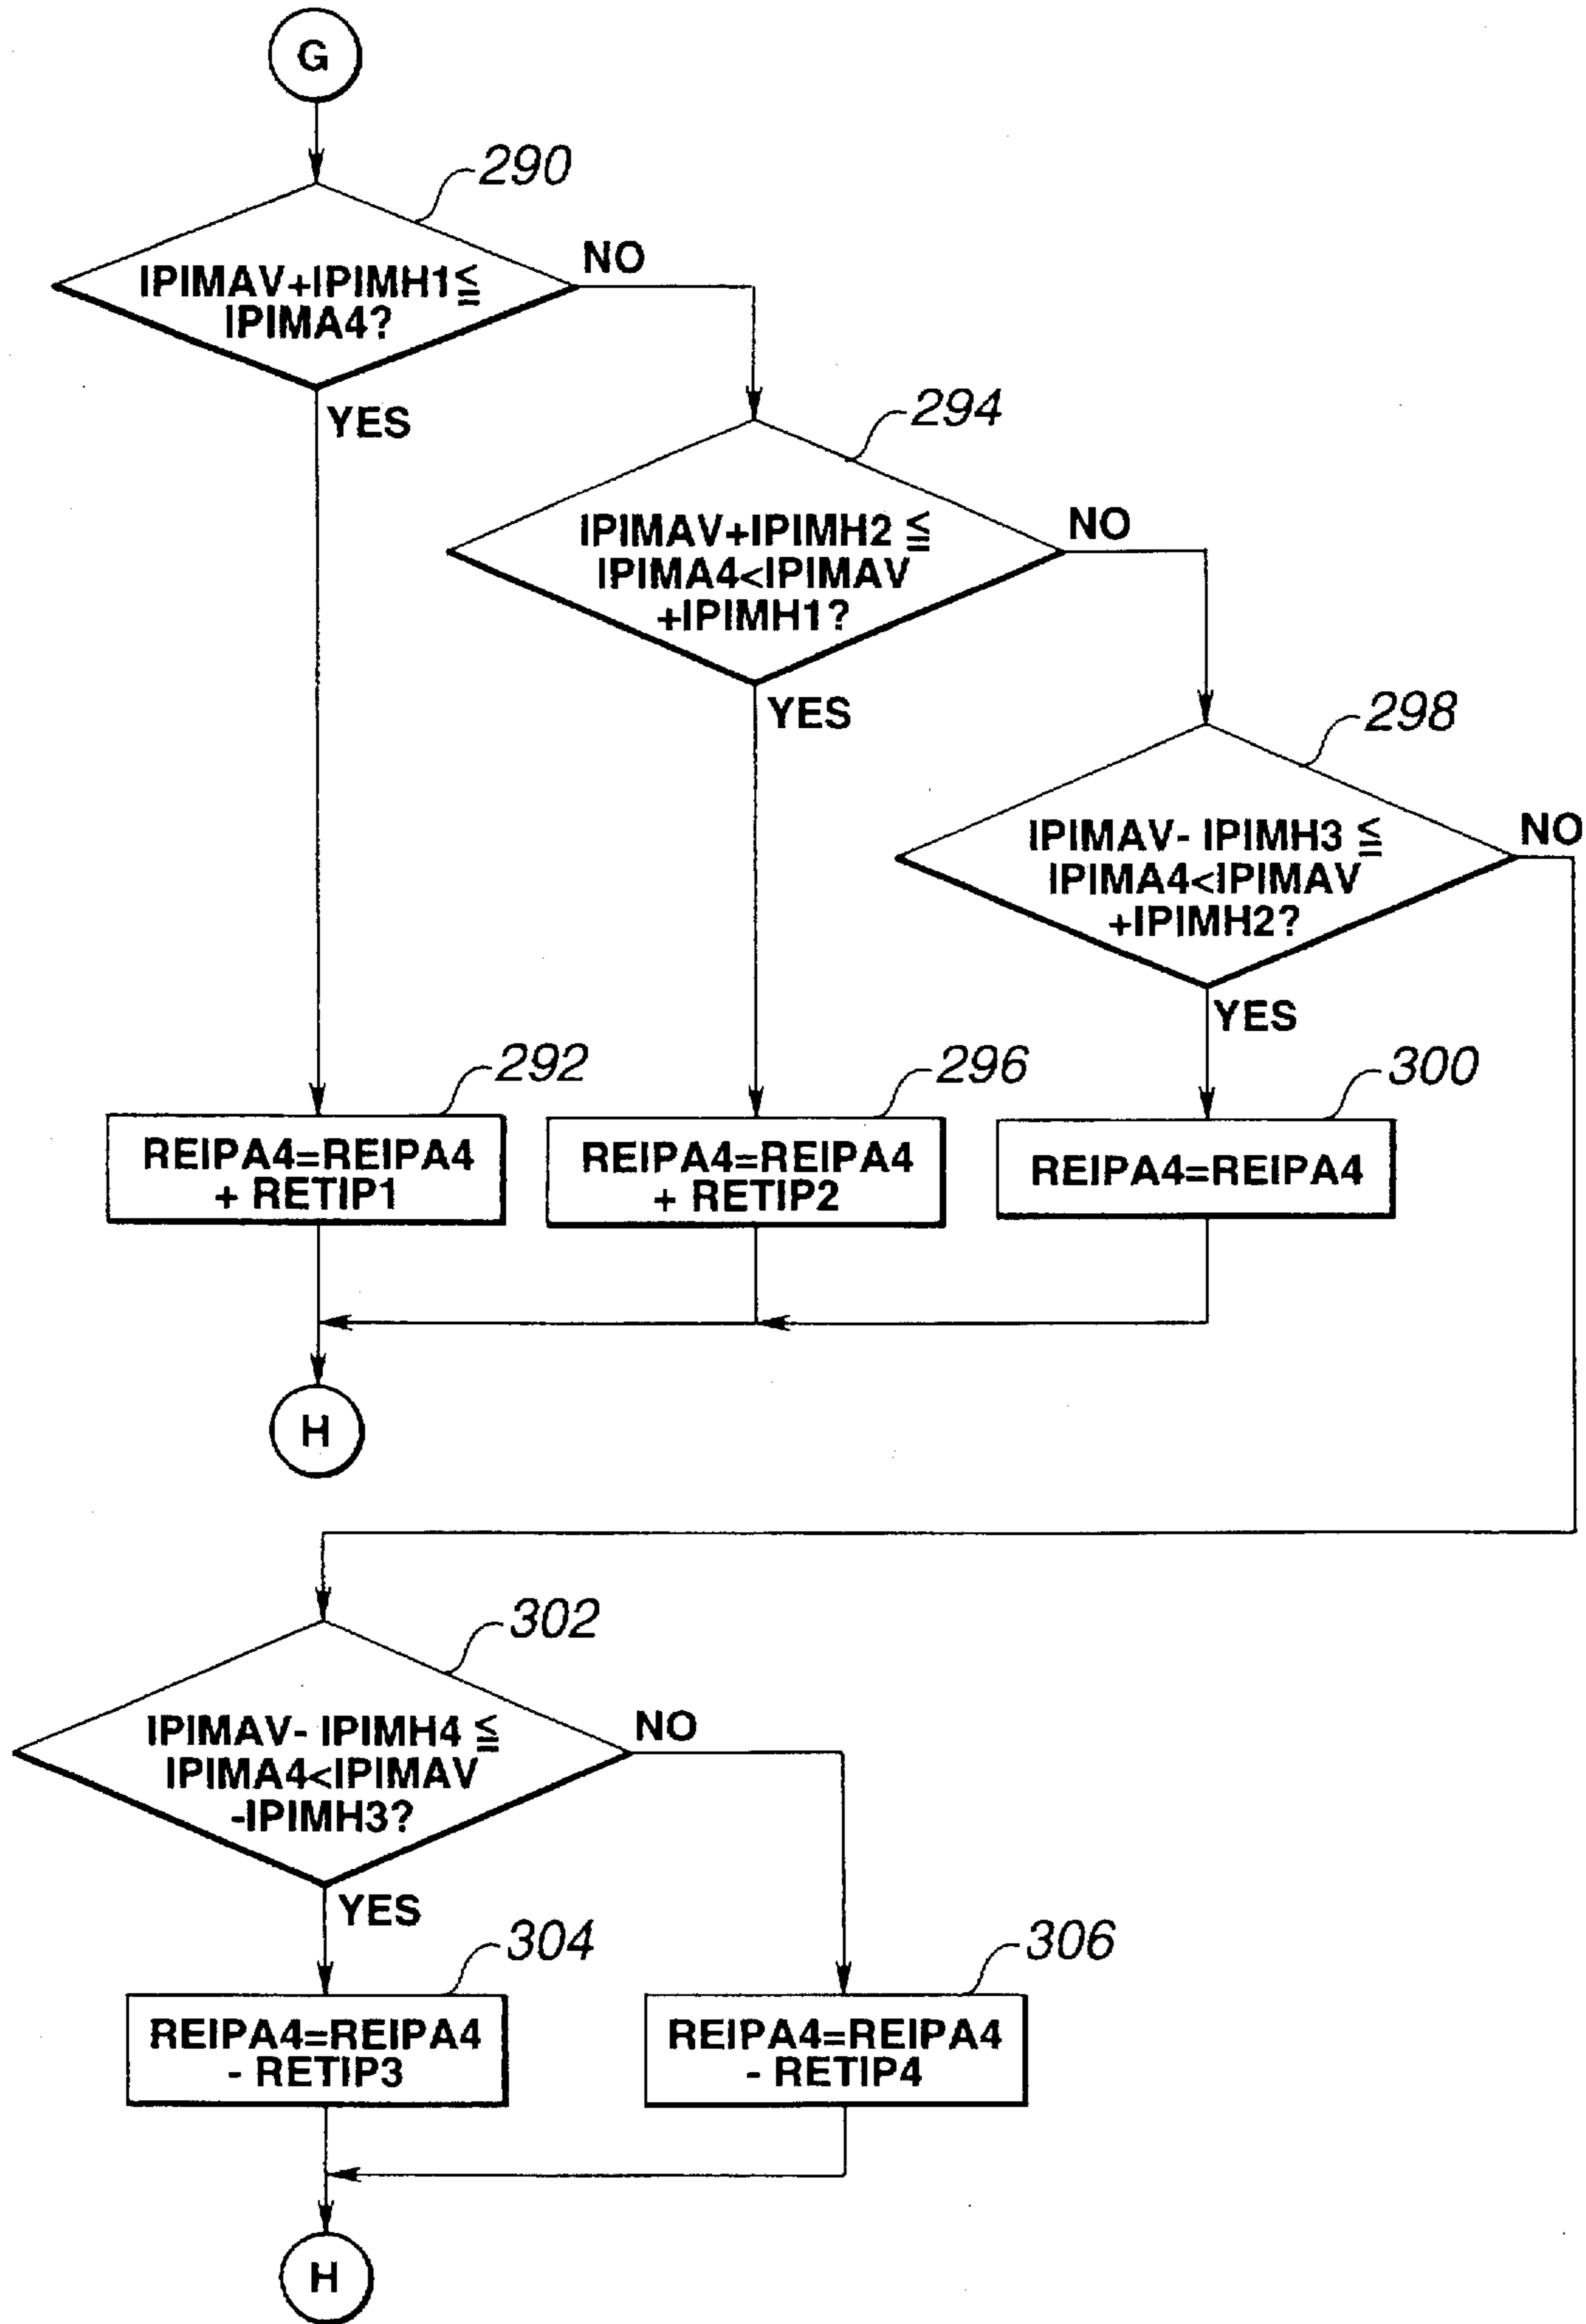 G
290
IPIMAV+IPIMH1≦
IPIMA4?
NO
YES
294
IPIMAV+IPIMH2 ≦
IPIMA4<IPIMAV
+IPIMH1?
NO
YES
298
IPIMAV- IPIMH3 ≦
IPIMA4<IPIMAV
+IPIMH2?
NO
YES
292
REIPA4=REIPA4
+ RETIP1
296
REIPA4=REIPA4
+ RETIP2
300
REIPA4=REIPA4
H
302
IPIMAV- IPIMH4 ≦
IPIMA4<IPIMAV
-IPIMH3?
NO
YES
304
REIPA4=REIPA4
- RETIP3
306
REIPA4=REIPA4
- RETIP4
H